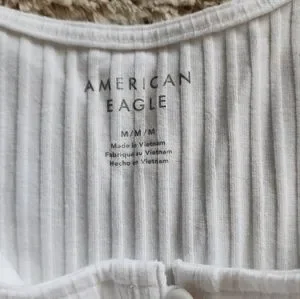 AMERICAN
EAGLE
M/M/M
Made in Vietnam
Fabriqué au Vietnam
Hecho en Vietnam